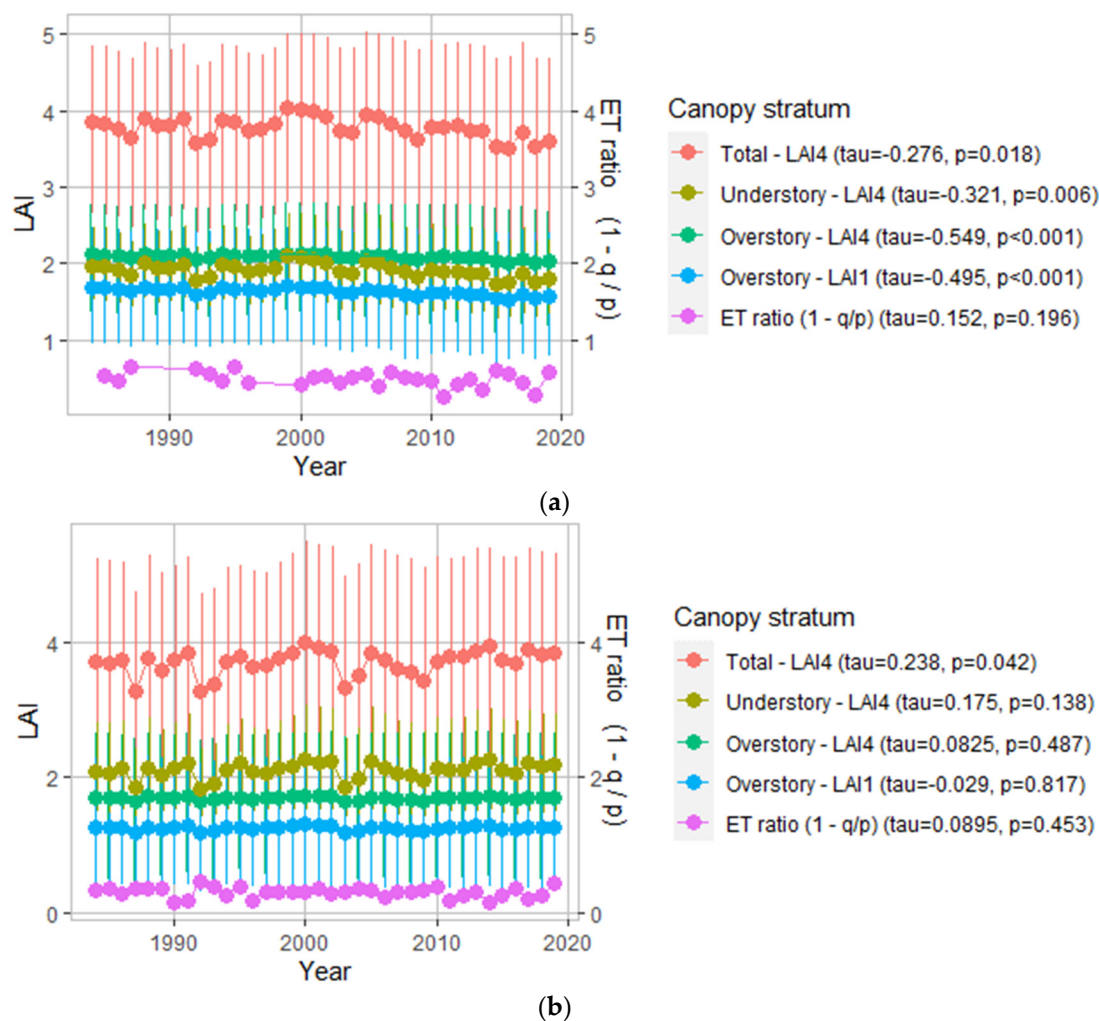 5
4
3
2
1
LAI
5
4
3
2
1
ET ratio (1 - q / p)
1990
2000
2010
2020
Year
Canopy stratum
Total - LAI4 (tau=-0.276, p=0.018)
Understory - LAI4 (tau=-0.321, p=0.006)
Overstory - LAI4 (tau=-0.549, p<0.001)
Overstory - LAI1 (tau=-0.495, p<0.001)
ET ratio (1 - q/p) (tau=0.152, p=0.196)
(a)
4
2
0
LAI
4
2
0
ET ratio (1 - q / p)
1990
2000
2010
2020
Year
Canopy stratum
Total - LAI4 (tau=0.238, p=0.042)
Understory - LAI4 (tau=0.175, p=0.138)
Overstory - LAI4 (tau=0.0825, p=0.487)
Overstory - LAI1 (tau=-0.029, p=0.817)
ET ratio (1 - q/p) (tau=0.0895, p=0.453)
(b)